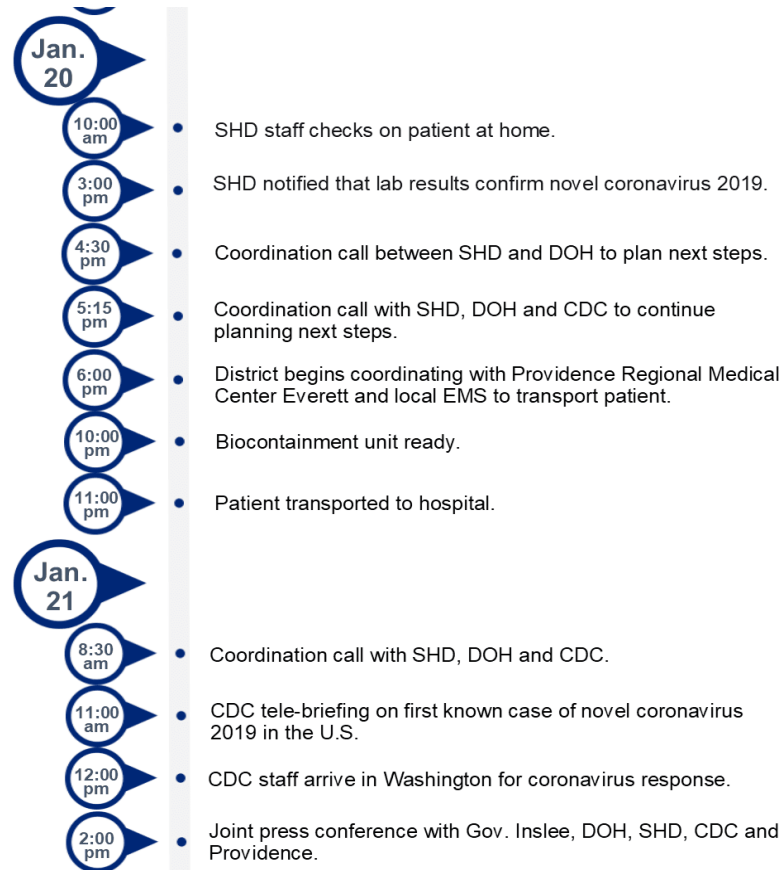 Jan.
20
10:00
am
SHD staff checks on patient at home.
3:00
pm
SHD notified that lab results confirm novel coronavirus 2019.
4:30
pm
Coordination call between SHD and DOH to plan next steps.
5:15
pm
Coordination call with SHD, DOH and CDC to continue
planning next steps.
6:00
pm
District begins coordinating with Providence Regional Medical
Center Everett and local EMS to transport patient.
10:00
pm
Biocontainment unit ready.
11:00
pm
Patient transported to hospital.
Jan.
21
8:30
am
Coordination call with SHD, DOH and CDC.
11:00
am
CDC tele-briefing on first known case of novel coronavirus
2019 in the U.S.
12:00
pm
CDC staff arrive in Washington for coronavirus response.
2:00
pm
Joint press conference with Gov. Inslee, DOH, SHD, CDC and
Providence.